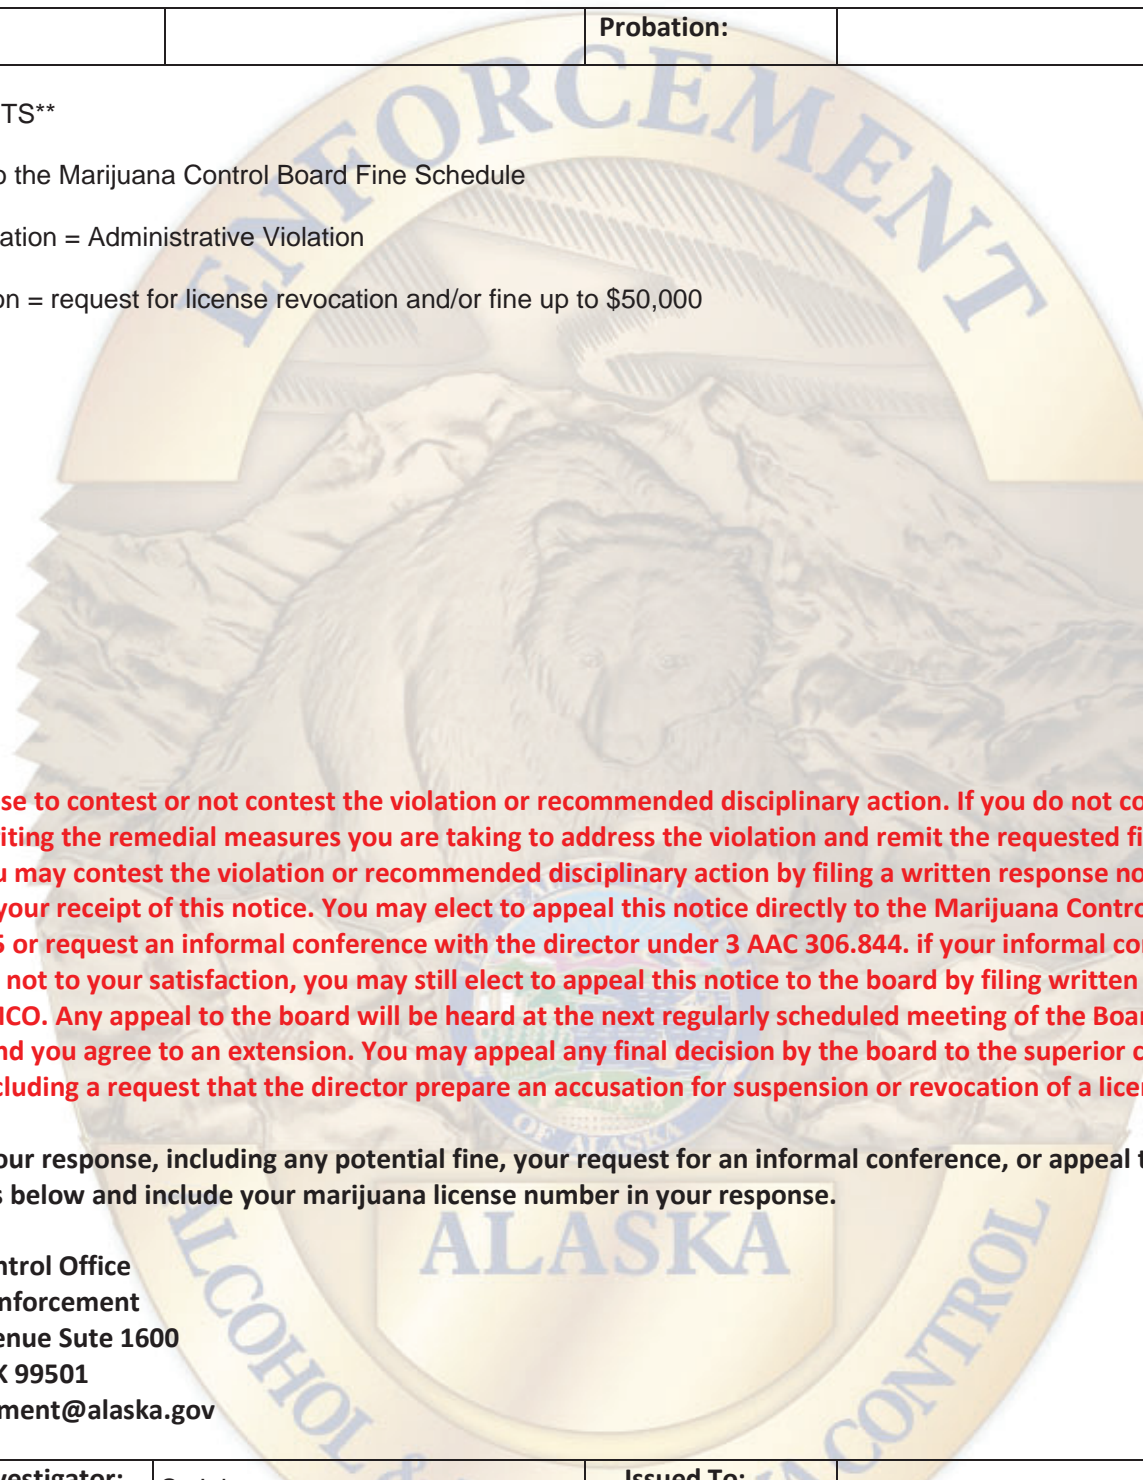 Probation:
TS**
o the Marijuana Control Board Fine Schedule
ation = Administrative Violation
on = request for license revocation and/or fine up to $50,000
ENFORCEMENT
se to contest or not contest the violation or recommended disciplinary action. If you do not co
iting the remedial measures you are taking to address the violation and remit the requested fi
u may contest the violation or recommended disciplinary action by filing a written response no
your receipt of this notice. You may elect to appeal this notice directly to the Marijuana Contro
or request an informal conference with the director under 3 AAC 306.844. if your informal co
not to your satisfaction, you may still elect to appeal this notice to the board by filing written
MCO. Any appeal to the board will be heard at the next regularly scheduled meeting of the Boar
nd you agree to an extension. You may appeal any final decision by the board to the superior c
cluding a request that the director prepare an accusation for suspension or revocation of a lice
OF ALASKA
our response, including any potential fine, your request for an informal conference, or appeal t
s below and include your marijuana license number in your response.
ALASKA
ntrol Office
nforcement
enue Sute 1600
K 99501
ment@alaska.gov
ALCOHOL &
CONTROL
vestigator:
Issued To: